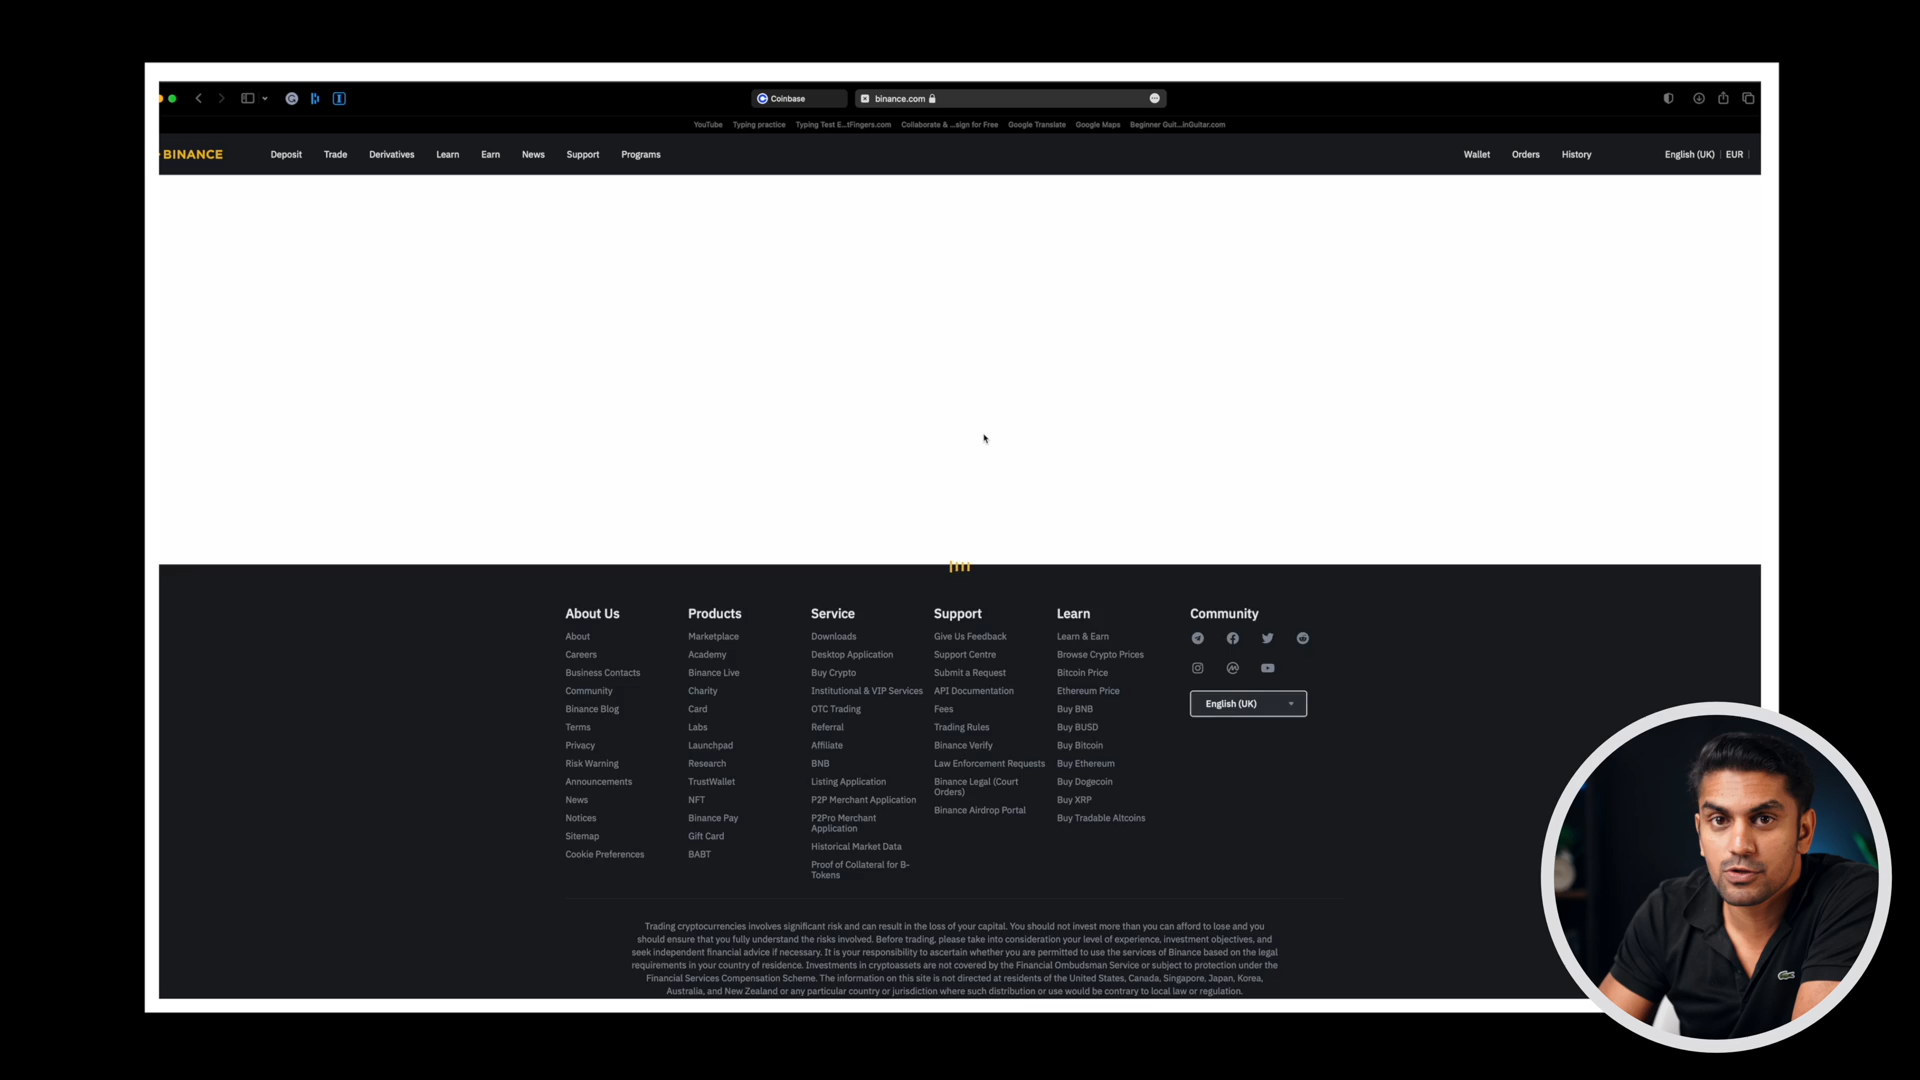 Coinbase
binance.com
YouTube Typing practice Typing Test E...tFingers.com Collaborate & ...sign for Free Google Translate Google Maps Beginner Guit...inGuitar.com
BINANCE Deposit Trade Derivatives Learn Earn News Support Programs Wallet Orders History English (UK) | EUR
About Us
About
Careers
Business Contacts
Community
Binance Blog
Terms
Privacy
Risk Warning
Announcements
News
Notices
Sitemap
Cookie Preferences
Products
Marketplace
Academy
Binance Live
Charity
Card
Labs
Launchpad
Research
TrustWallet
NFT
Binance Pay
Gift Card
BABT
Service
Downloads
Desktop Application
Buy Crypto
Institutional & VIP Services
OTC Trading
Referral
Affiliate
BNB
Listing Application
P2P Merchant Application
P2Pro Merchant
Application
Historical Market Data
Proof of Collateral for B-
Tokens
Support
Give Us Feedback
Support Centre
Submit a Request
API Documentation
Fees
Trading Rules
Binance Verify
Law Enforcement Requests
Binance Legal (Court
Orders)
Binance Airdrop Portal
Learn
Learn & Earn
Browse Crypto Prices
Bitcoin Price
Ethereum Price
Buy BNB
Buy BUSD
Buy Bitcoin
Buy Ethereum
Buy Dogecoin
Buy XRP
Buy Tradable Altcoins
Community
English (UK)
Trading cryptocurrencies involves significant risk and can result in the loss of your capital. You should not invest more than you can afford to lose and you
should ensure that you fully understand the risks involved. Before trading, please take into consideration your level of experience, investment objectives, and
seek independent financial advice if necessary. It is your responsibility to ascertain whether you are permitted to use the services of Binance based on the legal
requirements in your country of residence. Investments in cryptoassets are not covered by the Financial Ombudsman Service or subject to protection under the
Financial Services Compensation Scheme. The information on this site is not directed at residents of the United States, Canada, Singapore, Japan, Korea,
Australia, and New Zealand or any particular country or jurisdiction where such distribution or use would be contrary to local law or regulation.